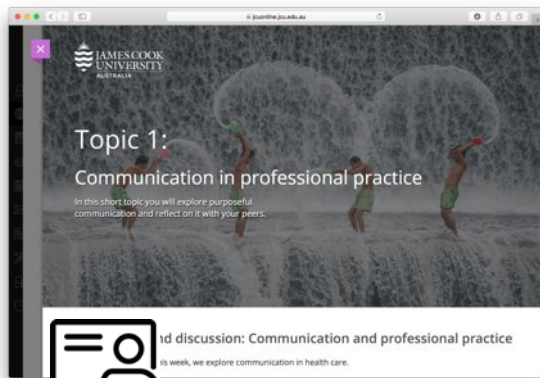 jcuonline.jcu.edu.au
JAMES COOK
UNIVERSITY
AUSTRALIA
Topic 1:
Communication in professional practice
In this short topic you will explore purposeful
communication and reflect on it with your peers.
discussion: Communication and professional practice
week, we explore communication in health care.